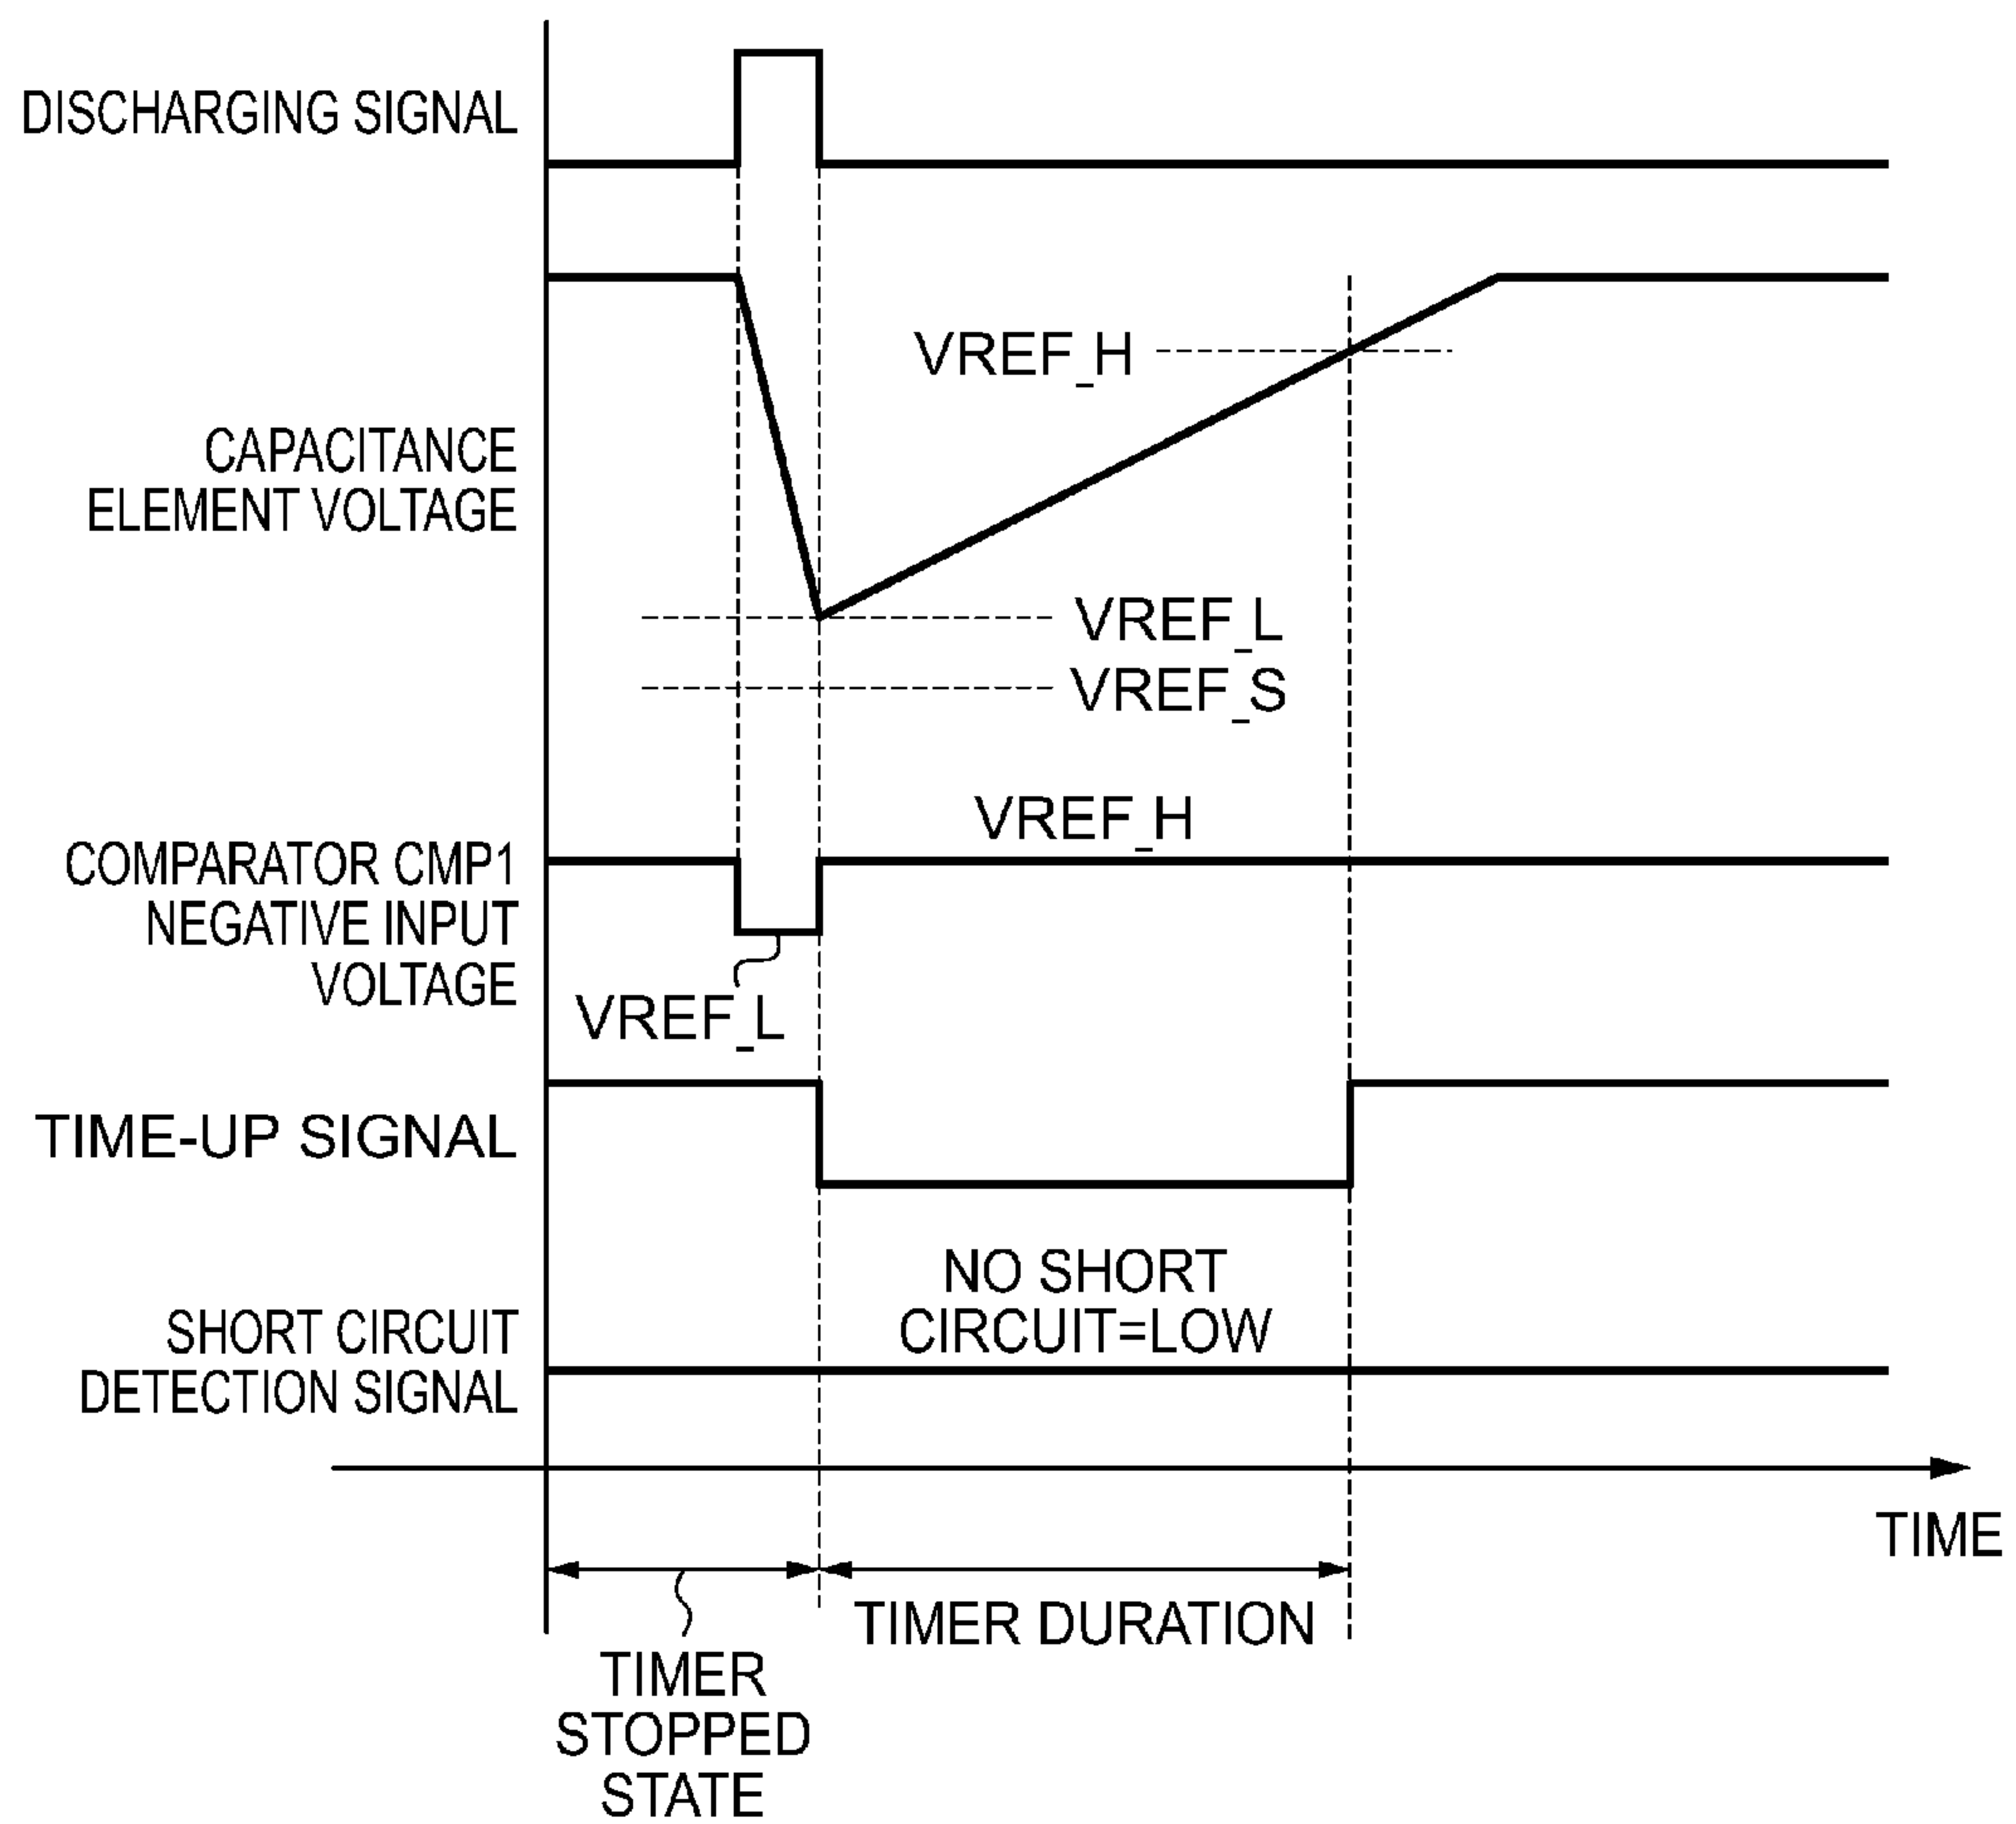 DISCHARGING SIGNAL
VREF_H
CAPACITANCE
ELEMENT VOLTAGE
VREF_L
VREF_S
VREF_H
COMPARATOR CMP1
NEGATIVE INPUT
VOLTAGE
VREF_L
TIME-UP SIGNAL
NO SHORT
CIRCUIT=LOW
SHORT CIRCUIT
DETECTION SIGNAL
TIME
TIMER DURATION
TIMER
STOPPED
STATE